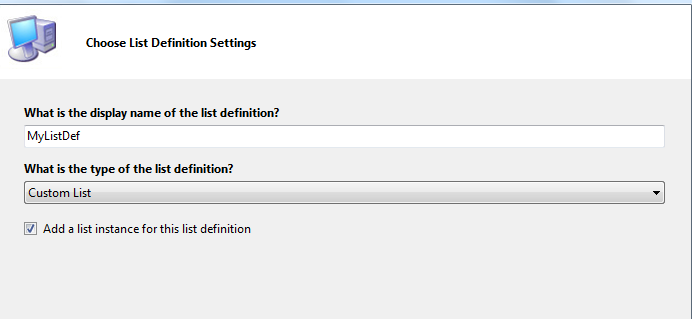 Choose List Definition Settings
What is the display name of the list definition?
MyListDef
What is the type of the list definition?
Custom List
Add a list instance for this list definition